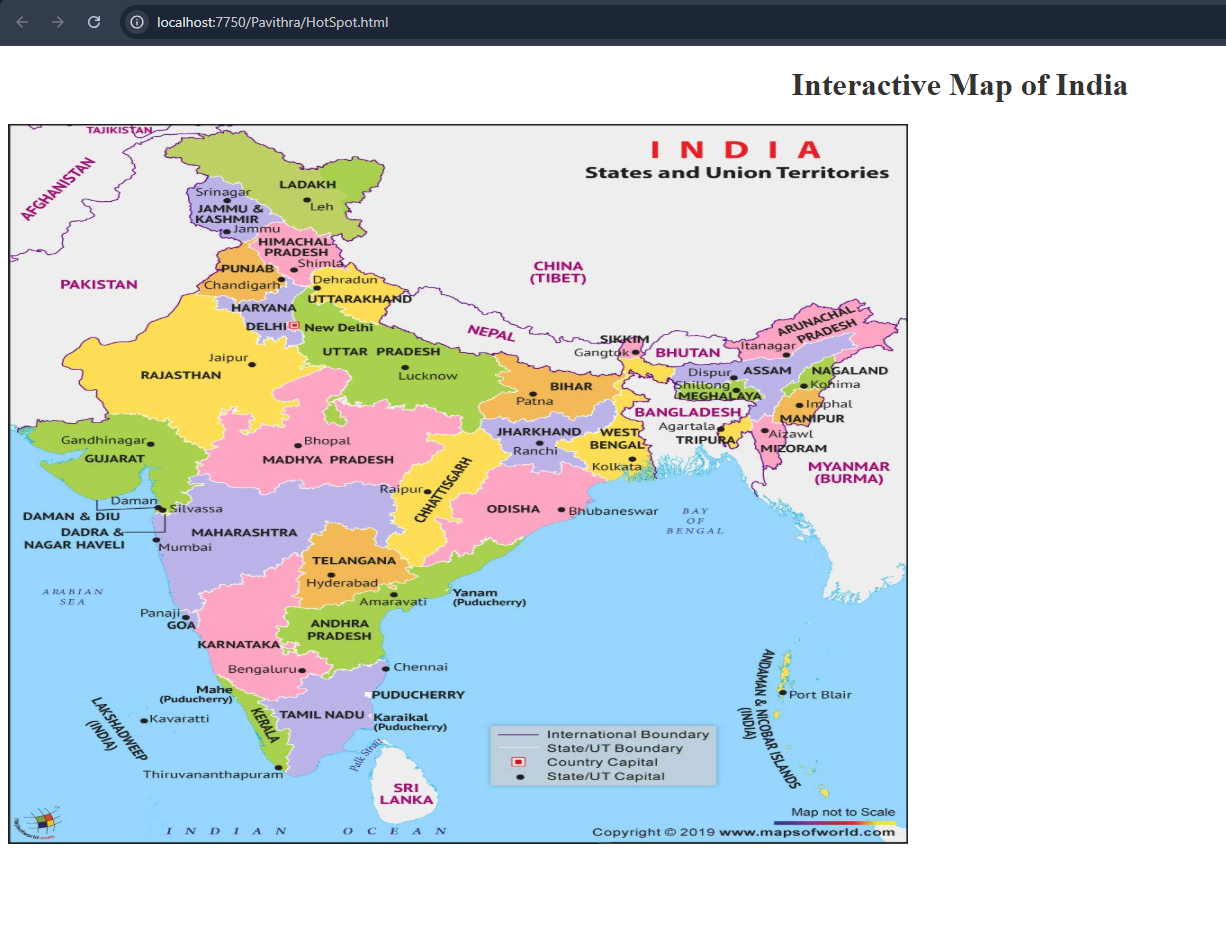 localhost:7750/Pavithra/HotSpot.html
Interactive Map of India
TAJIKISTAN
INDIA
States and Union Territories
AFGHANISTAN
LADAKH
Leh
Srinagar
JAMMU &
KASHMIR
Jammu
HIMACHAL
PRADESH
Shimla
PUNJAB
Chandigarh
CHINA
(TIBET)
PAKISTAN
Dehradun
UTTARAKHAND
HARYANA
DELHI
New Delhi
NEPAL
ARUNACHAL
PRADESH
Itanagar
SIKKIM
Gangtok
BHUTAN
UTTAR PRADESH
Lucknow
Jaipur
RAJASTHAN
BIHAR
Patna
Dispur
ASSAM
NAGALAND
Kohima
Shillong
MEGHALAYA
Imphal
MANIPUR
BANGLADESH
Agartala
TRIPURA
Aizawl
MIZORAM
MYANMAR
(BURMA)
Gandhinagar
GUJARAT
Bhopal
MADHYA PRADESH
JHARKHAND
Ranchi
WEST
BENGAL
Kolkata
Raipur
CHHATTISGARH
Daman
DAMAN & DIU
Silvassa
DADRA &
NAGAR HAVELI
Mumbai
MAHARASHTRA
ODISHA
Bhubaneswar
BAY
OF
BENGAL
TELANGANA
Hyderabad
Amaravati
Yanam
(Puducherry)
ARABIAN
SEA
Panaji
GOA
ANDHRA
PRADESH
KARNATAKA
Bengaluru
Chennai
Mahe
(Puducherry)
PUDUCHERRY
TAMIL NADU
Karaikal
(Puducherry)
KERALA
LAKSHADWEEP
(INDIA)
Kavaratti
Thiruvananthapuram
Palk Strait
SRI
LANKA
ANDAMAN & NICOBAR ISLANDS
(INDIA)
Port Blair
International Boundary
State/UT Boundary
Country Capital
State/UT Capital
INDIAN OCEAN
Map not to Scale
Copyright © 2019 www.mapsofworld.com